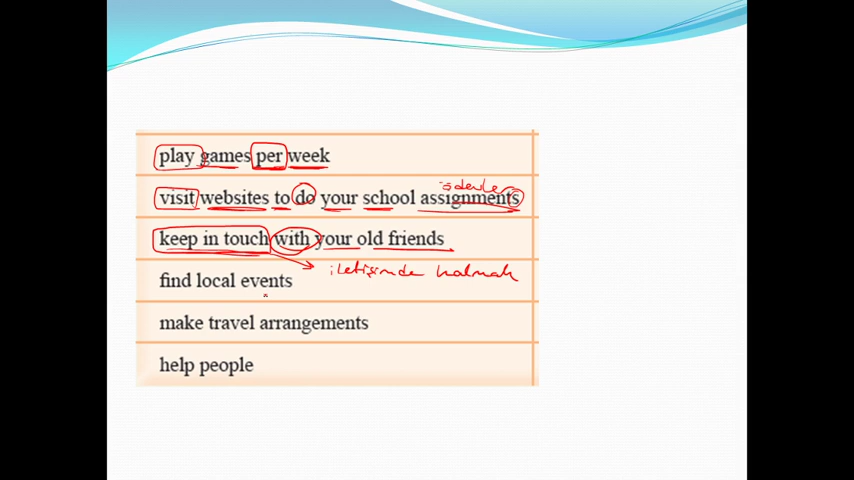 play games per week
ödevler
visit websites to do your school assignments
keep in touch with your old friends
iletişimde kalmak
find local events
make travel arrangements
help people